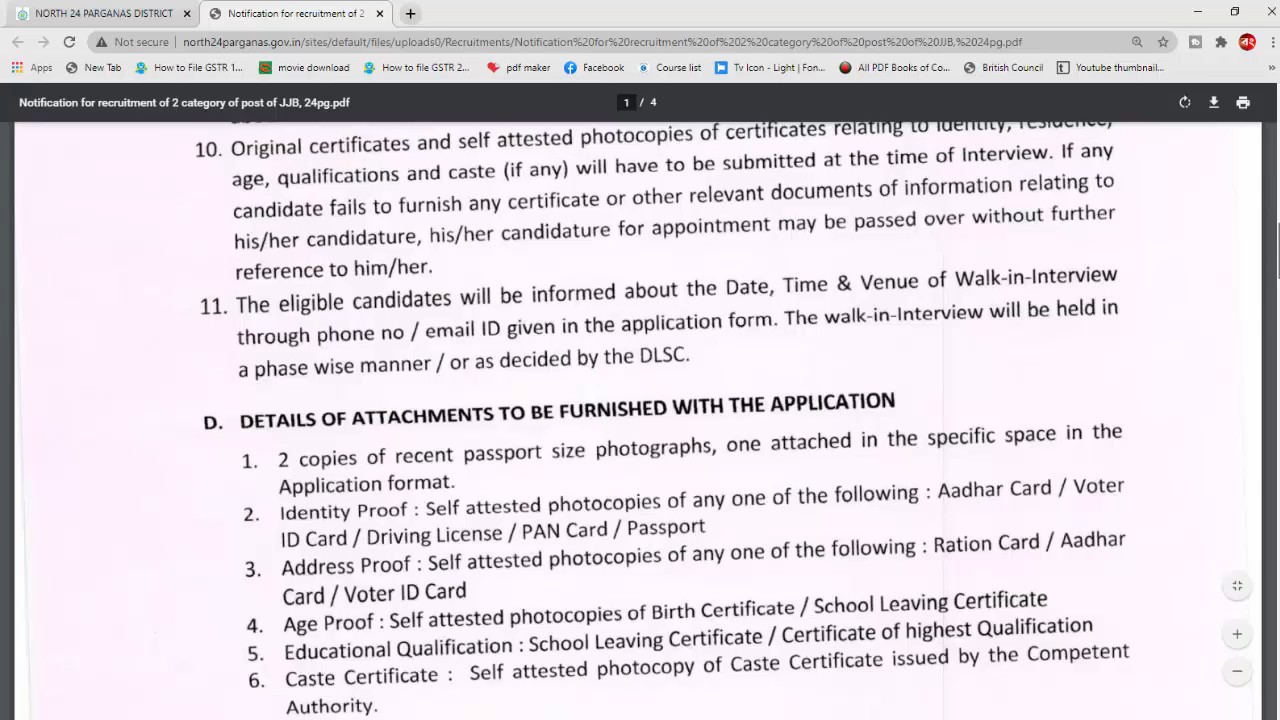 NORTH 24 PARGANAS DISTRICT
Notification for recruitment of 2
Not secure
north24parganas.gov.in/sites/default/files/uploads0/Recruitments/Notification%20for%20recruitment%20of%202%20category%20of%20post%20of%20JJB,%2024pg.pdf
Apps New Tab How to File GSTR 1... movie download How to file GSTR 2... pdf maker Facebook Course list Tv Icon - Light | Fon... All PDF Books of Co... British Council Youtube thumbnail... »
Notification for recruitment of 2 category of post of JJB, 24pg.pdf 1 / 4
10. Original certificates and self attested photocopies of certificates relating to identity, residence,
age, qualifications and caste (if any) will have to be submitted at the time of Interview. If any
candidate fails to furnish any certificate or other relevant documents of information relating to
his/her candidature, his/her candidature for appointment may be passed over without further
reference to him/her.
11. The eligible candidates will be informed about the Date, Time & Venue of Walk-in-Interview
through phone no / email ID given in the application form. The walk-in-Interview will be held in
a phase wise manner / or as decided by the DLSC.
D. DETAILS OF ATTACHMENTS TO BE FURNISHED WITH THE APPLICATION
1. 2 copies of recent passport size photographs, one attached in the specific space in the
Application format.
2. Identity Proof : Self attested photocopies of any one of the following : Aadhar Card / Voter
ID Card / Driving License / PAN Card / Passport
3. Address Proof : Self attested photocopies of any one of the following : Ration Card / Aadhar
Card / Voter ID Card
4. Age Proof : Self attested photocopies of Birth Certificate / School Leaving Certificate
5. Educational Qualification : School Leaving Certificate / Certificate of highest Qualification
6. Caste Certificate : Self attested photocopy of Caste Certificate issued by the Competent
Authority.